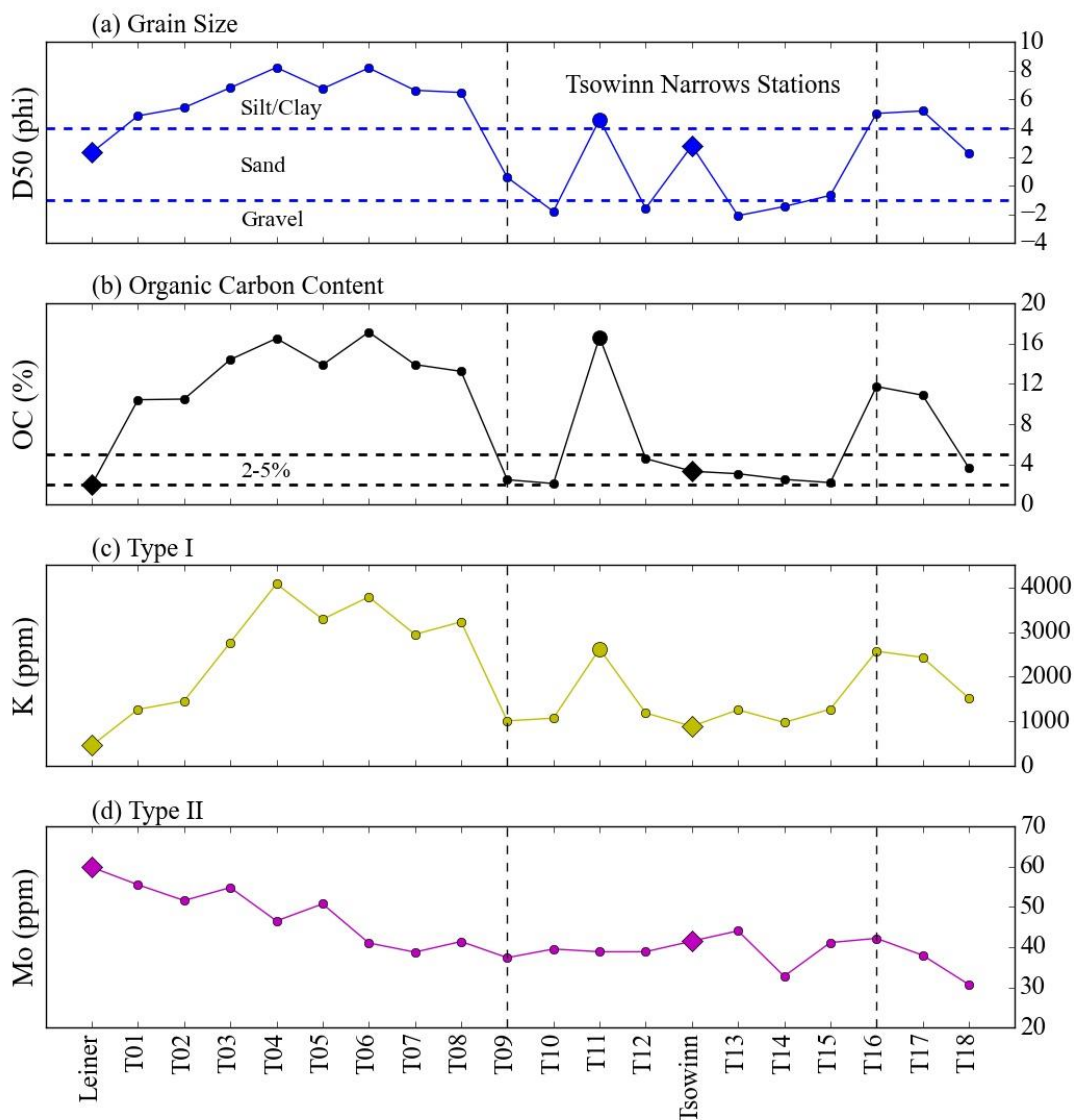 (a) Grain Size
D50 (phi)
Tsowinn Narrows Stations
Silt/Clay
Sand
Gravel
10
8
6
4
2
0
−2
−4
(b) Organic Carbon Content
OC (%)
2-5%
20
16
12
8
4
0
(c) Type I
K (ppm)
4000
3000
2000
1000
0
(d) Type II
Mo (ppm)
70
60
50
40
30
20
Leiner
T01
T02
T03
T04
T05
T06
T07
T08
T09
T10
T11
T12
Tsowinn
T13
T14
T15
T16
T17
T18